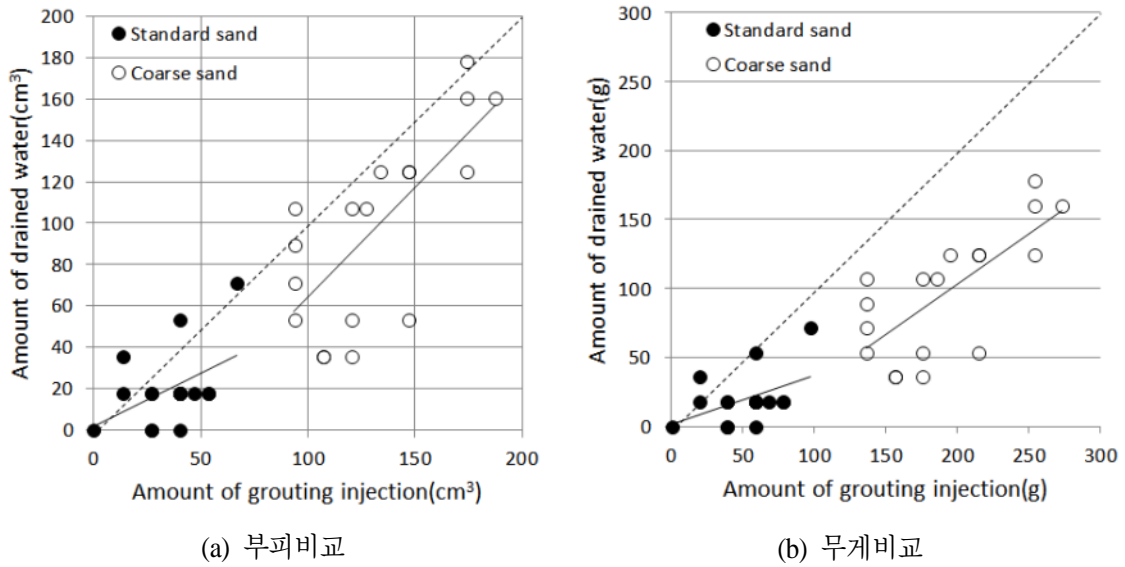 200
180
160
140
120
100
80
60
40
20
0
Amount of drained water(cm³)
Standard sand
Coarse sand
0 50 100 150 200
Amount of grouting injection(cm³)
(a) 부피비교
300
250
200
150
100
50
0
Amount of drained water(g)
Standard sand
Coarse sand
0 50 100 150 200 250 300
Amount of grouting injection(g)
(b) 무게비교